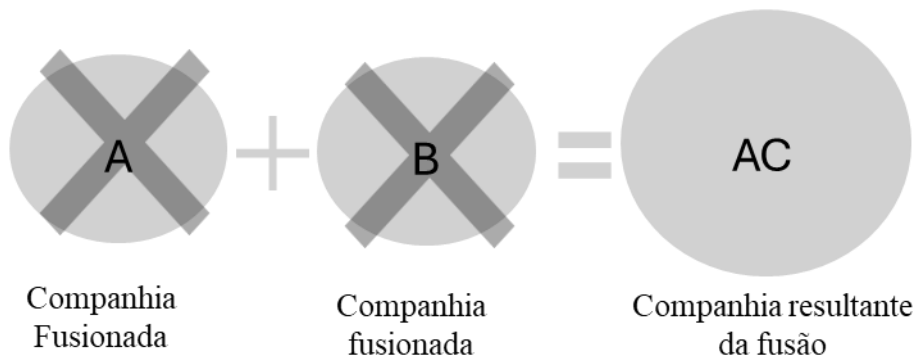 A
B
AC
Companhia
Fusionada
Companhia
fusionada
Companhia resultante
da fusão